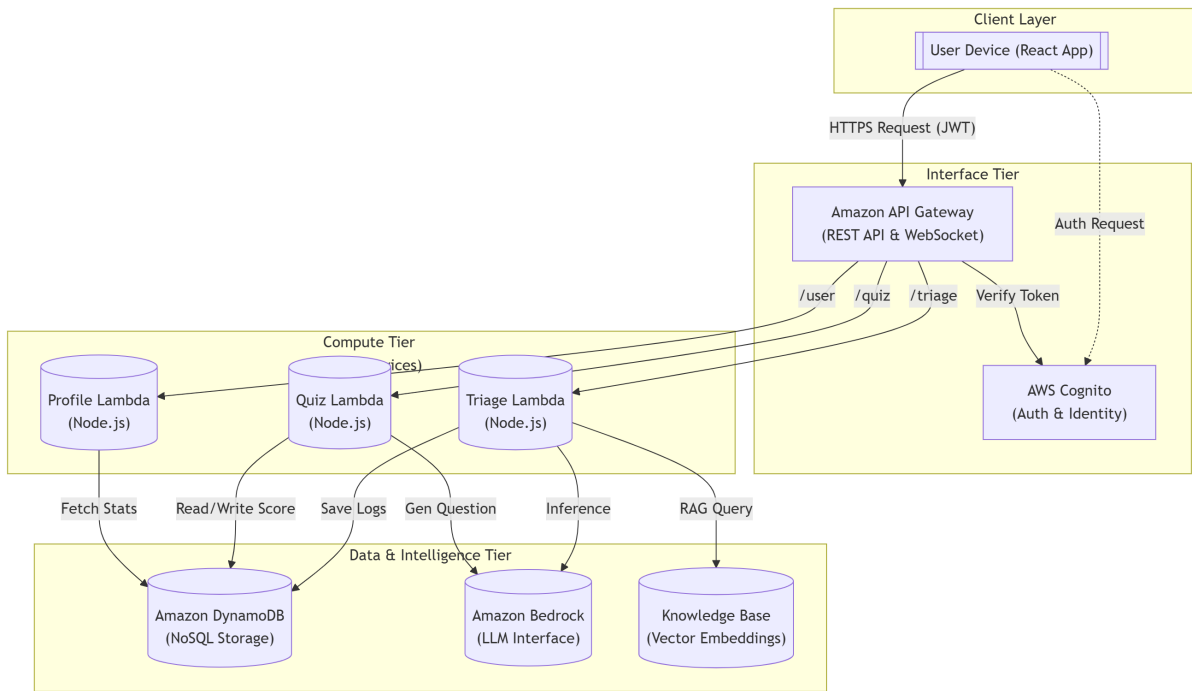 Client Layer
User Device (React App)
HTTPS Request (JWT)
Interface Tier
Amazon API Gateway
(REST API & WebSocket)
Auth Request
/user
/quiz
/triage
Verify Token
Compute Tier
Profile Lambda
(Node.js)
Quiz Lambda
(Node.js)
Triage Lambda
(Node.js)
AWS Cognito
(Auth & Identity)
Fetch Stats
Read/Write Score
Save Logs
Gen Question
Inference
RAG Query
Data & Intelligence Tier
Amazon DynamoDB
(NoSQL Storage)
Amazon Bedrock
(LLM Interface)
Knowledge Base
(Vector Embeddings)